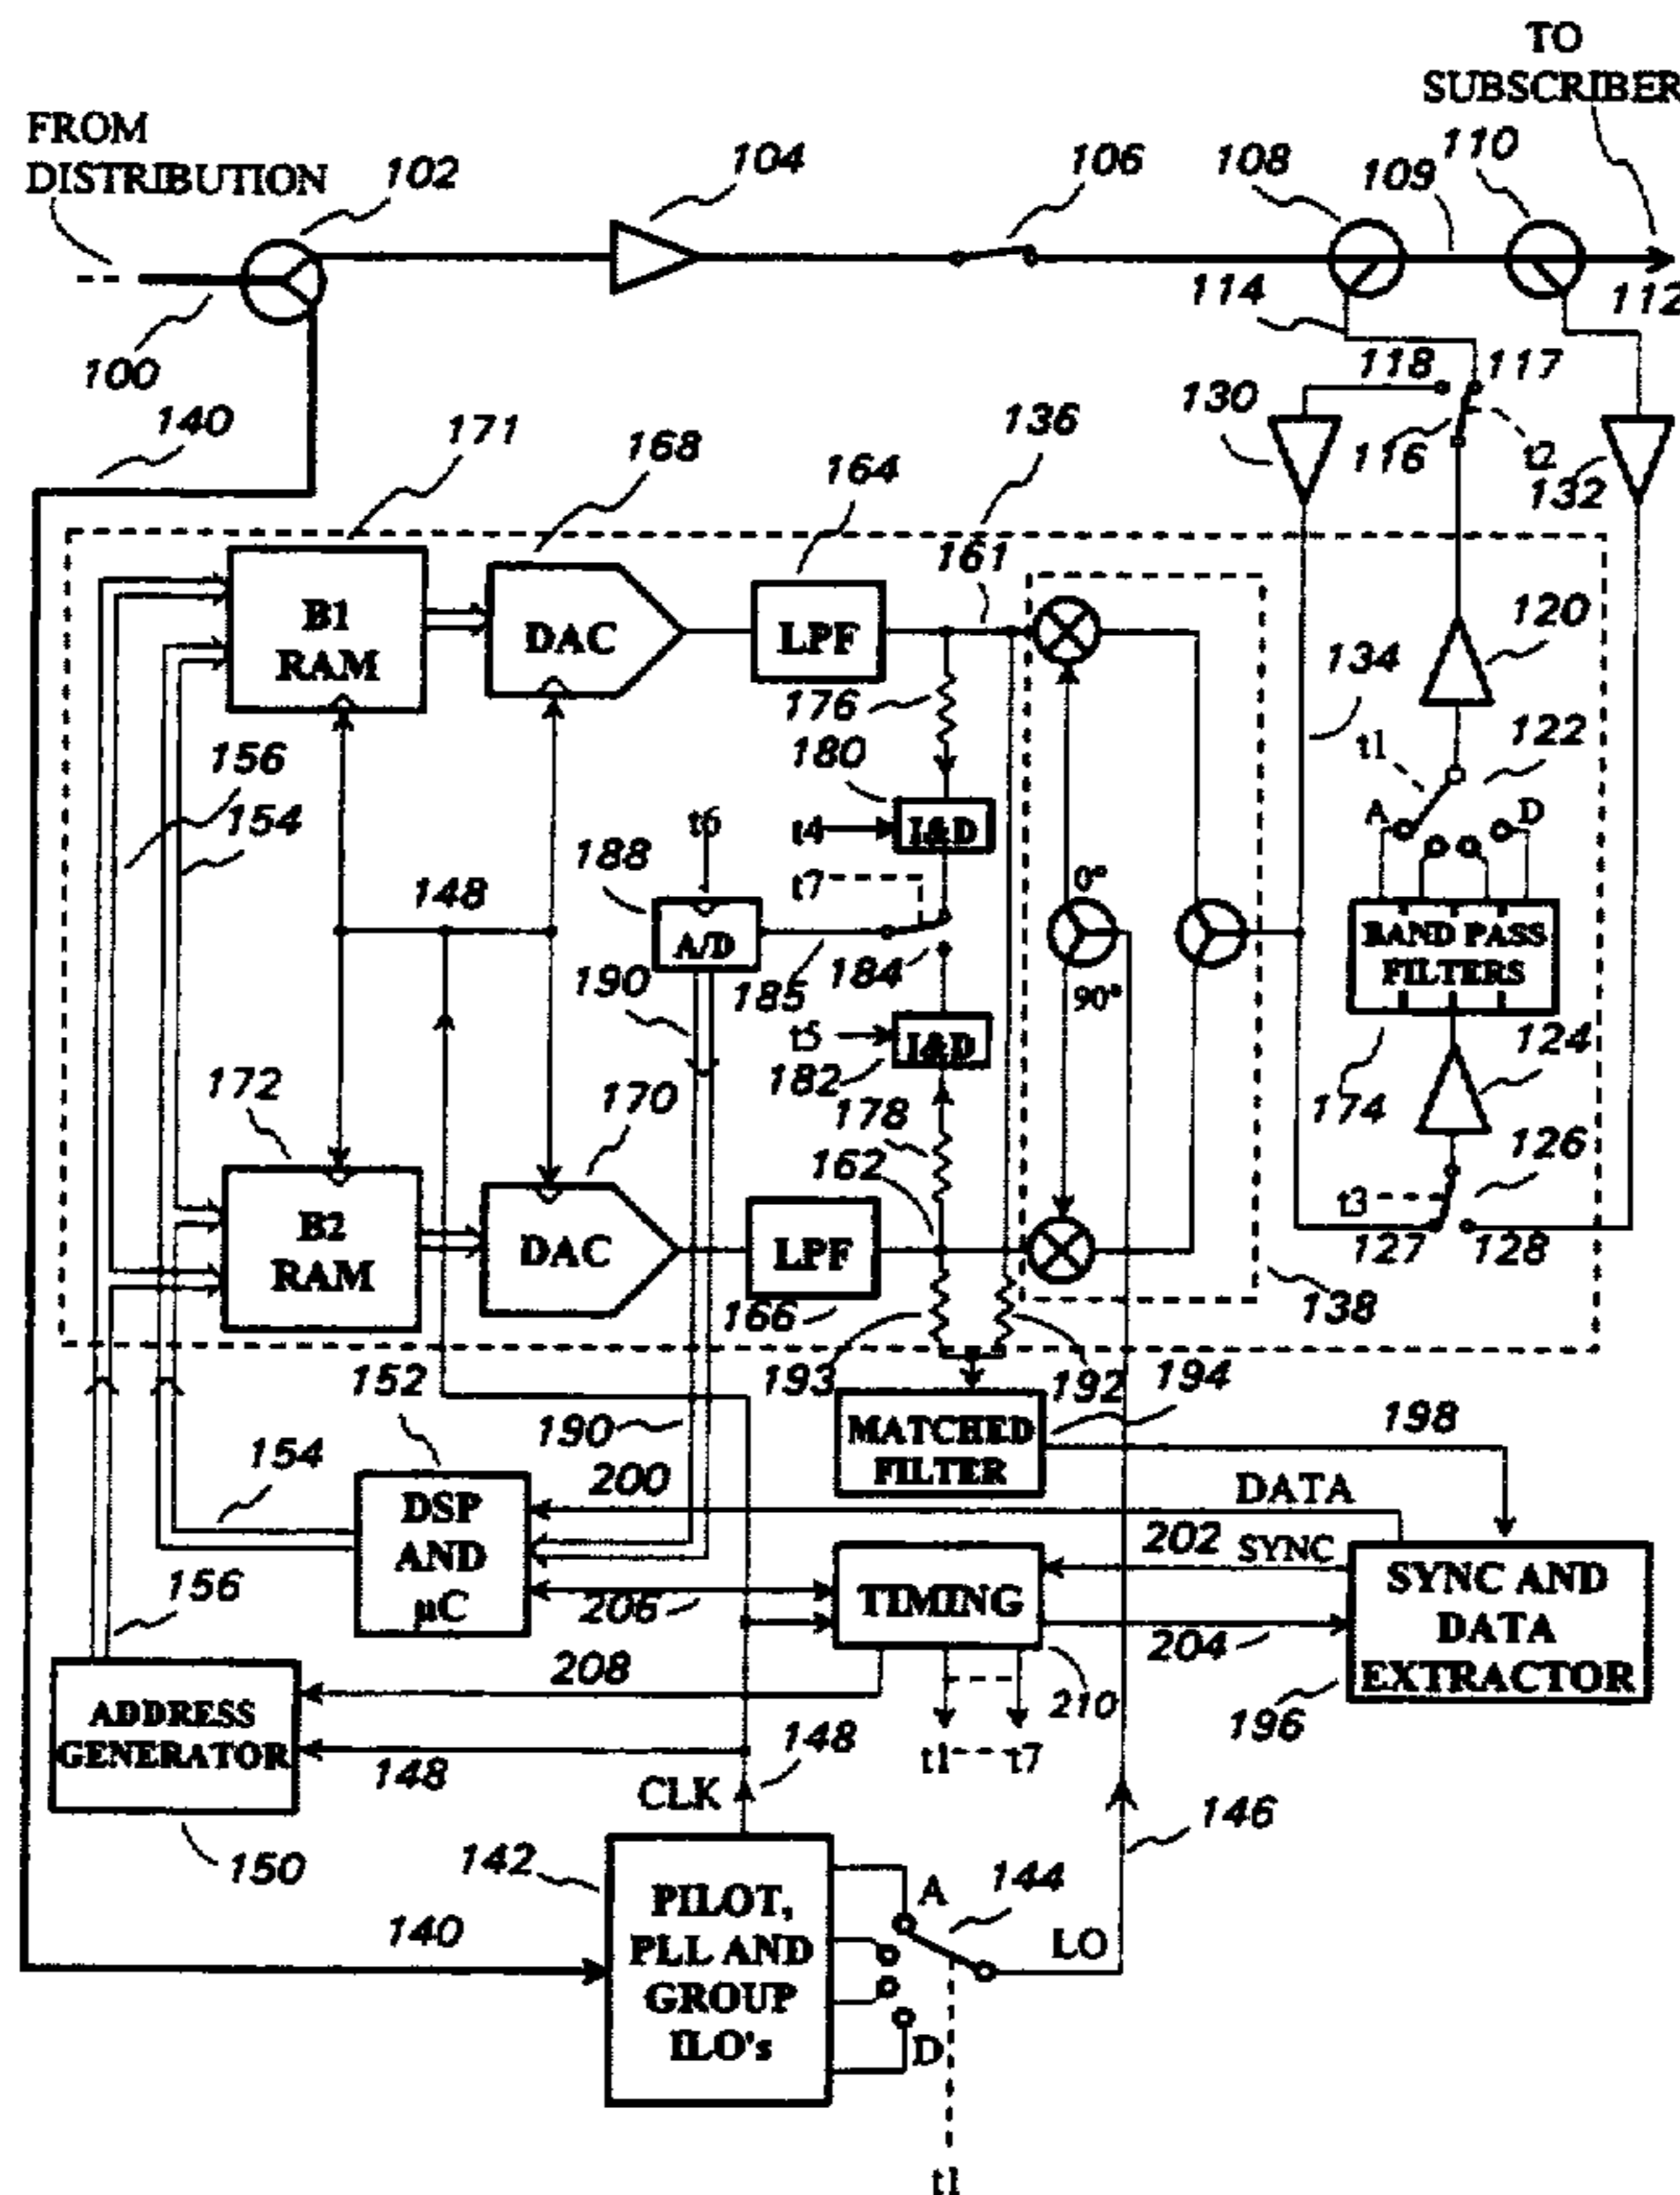 TO
SUBSCRIBER
FROM
DISTRIBUTION
102
104
106
108
109
110
100
114
112
140
171
168
164
136
161
130
118
117
116
t2
132
B1
RAM
DAC
LPF
176
134
120
156
154
180
t1
122
188
t6
t4
I&D
A
D
148
t7
0°
A/D
184
BAND PASS
FILTERS
190
185
90°
t5
I&D
182
124
172
170
178
174
162
126
t3
B2
RAM
DAC
LPF
127
128
166
138
152
193
192
194
190
MATCHED
FILTER
198
154
200
DATA
DSP
AND
µC
202
SYNC
156
206
TIMING
SYNC AND
DATA
EXTRACTOR
204
208
210
196
ADDRESS
GENERATOR
148
t1
t7
CLK
148
150
142
146
144
PILOT,
PLL AND
GROUP
ILO's
A
140
LO
D
t1